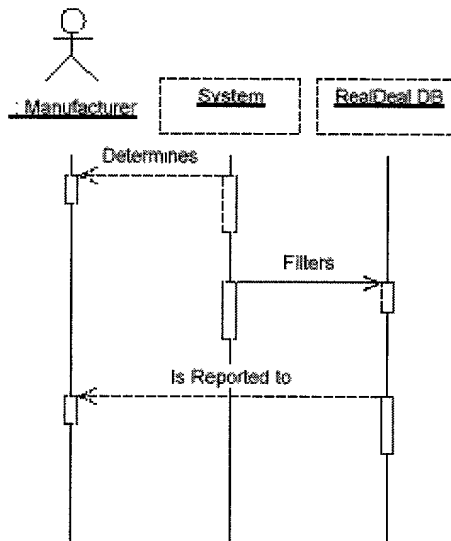 : Manufacturer
System
RealDeal DB
Determines
Filters
Is Reported to